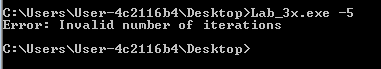 C:\Users\User-4c2116b4\Desktop>Lab_3x.exe -5
Error: Invalid number of iterations
C:\Users\User-4c2116b4\Desktop>